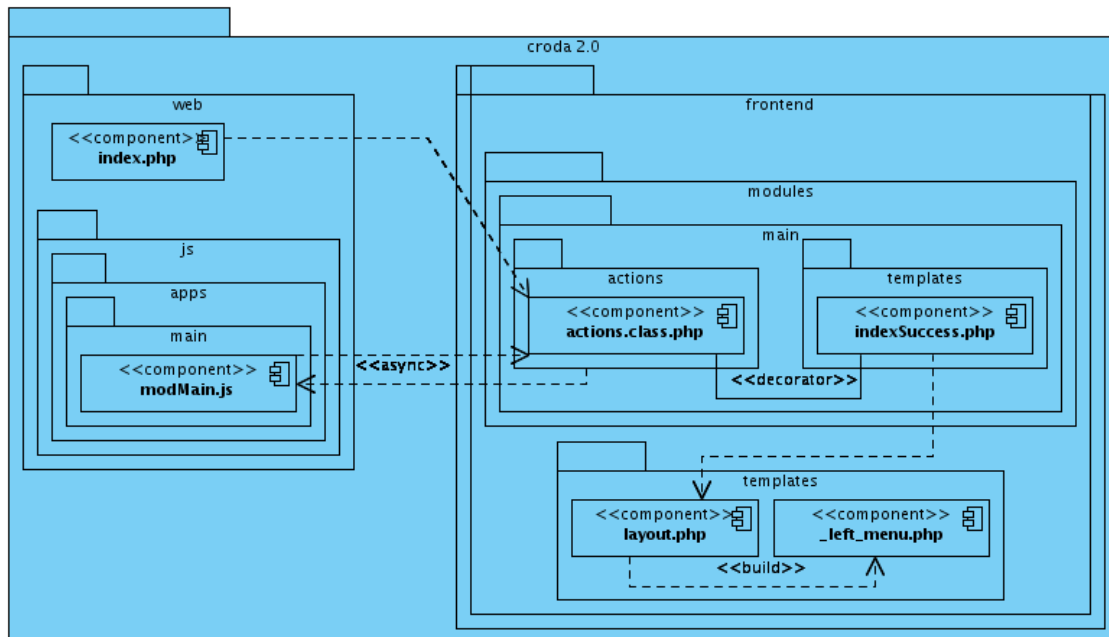 croda 2.0
web
<<component>>
index.php
js
apps
main
<<component>>
modMain.js
<<async>>
frontend
modules
main
actions
<<component>>
actions.class.php
templates
<<component>>
indexSuccess.php
<<decorator>>
templates
<<component>>
layout.php
<<component>>
_left_menu.php
<<build>>